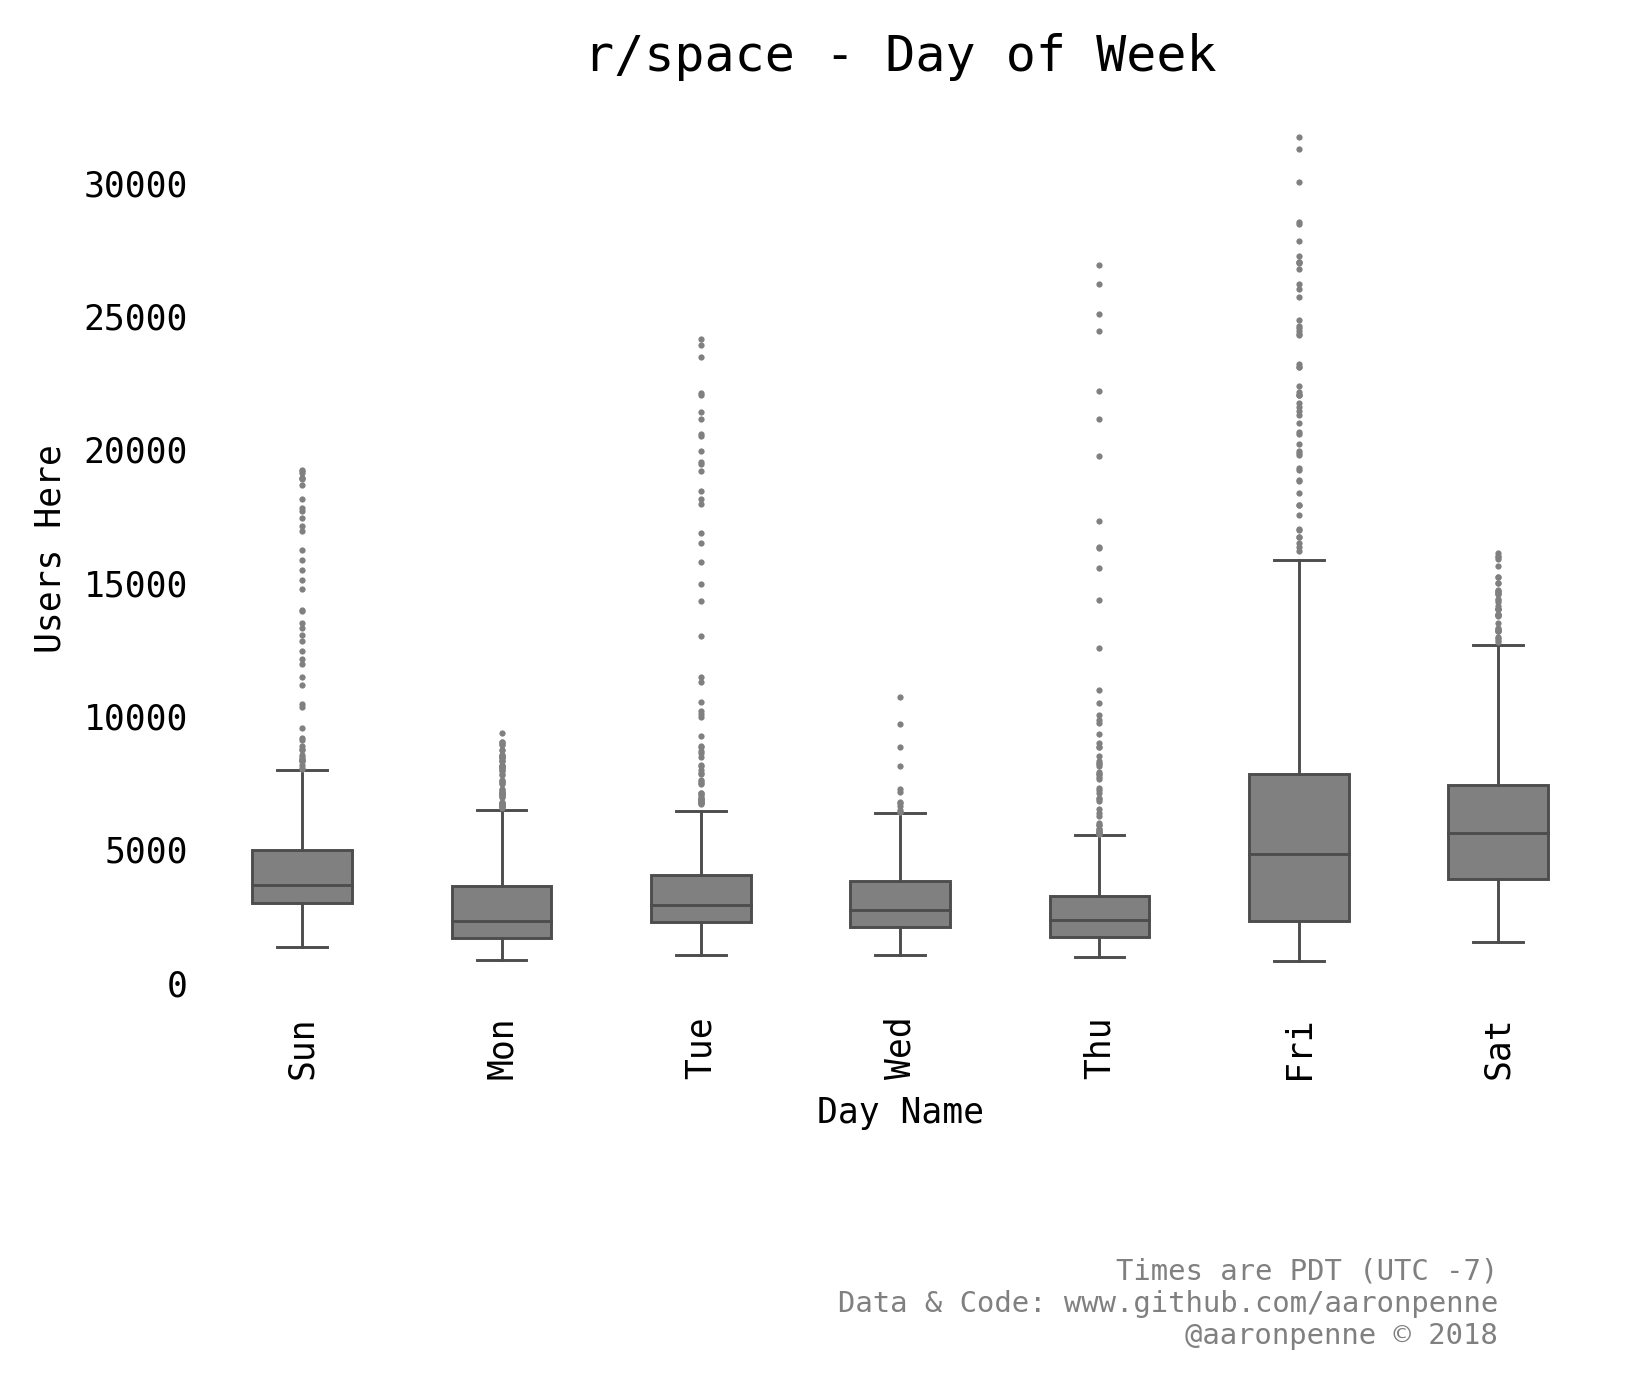 r/space - Day of Week
30000
25000
20000
15000
10000
5000
0
Users Here
Sun
Mon
Tue
Wed
Thu
Fri
Sat
Day Name
Times are PDT (UTC -7)
Data & Code: www.github.com/aaronpenne
@aaronpenne © 2018